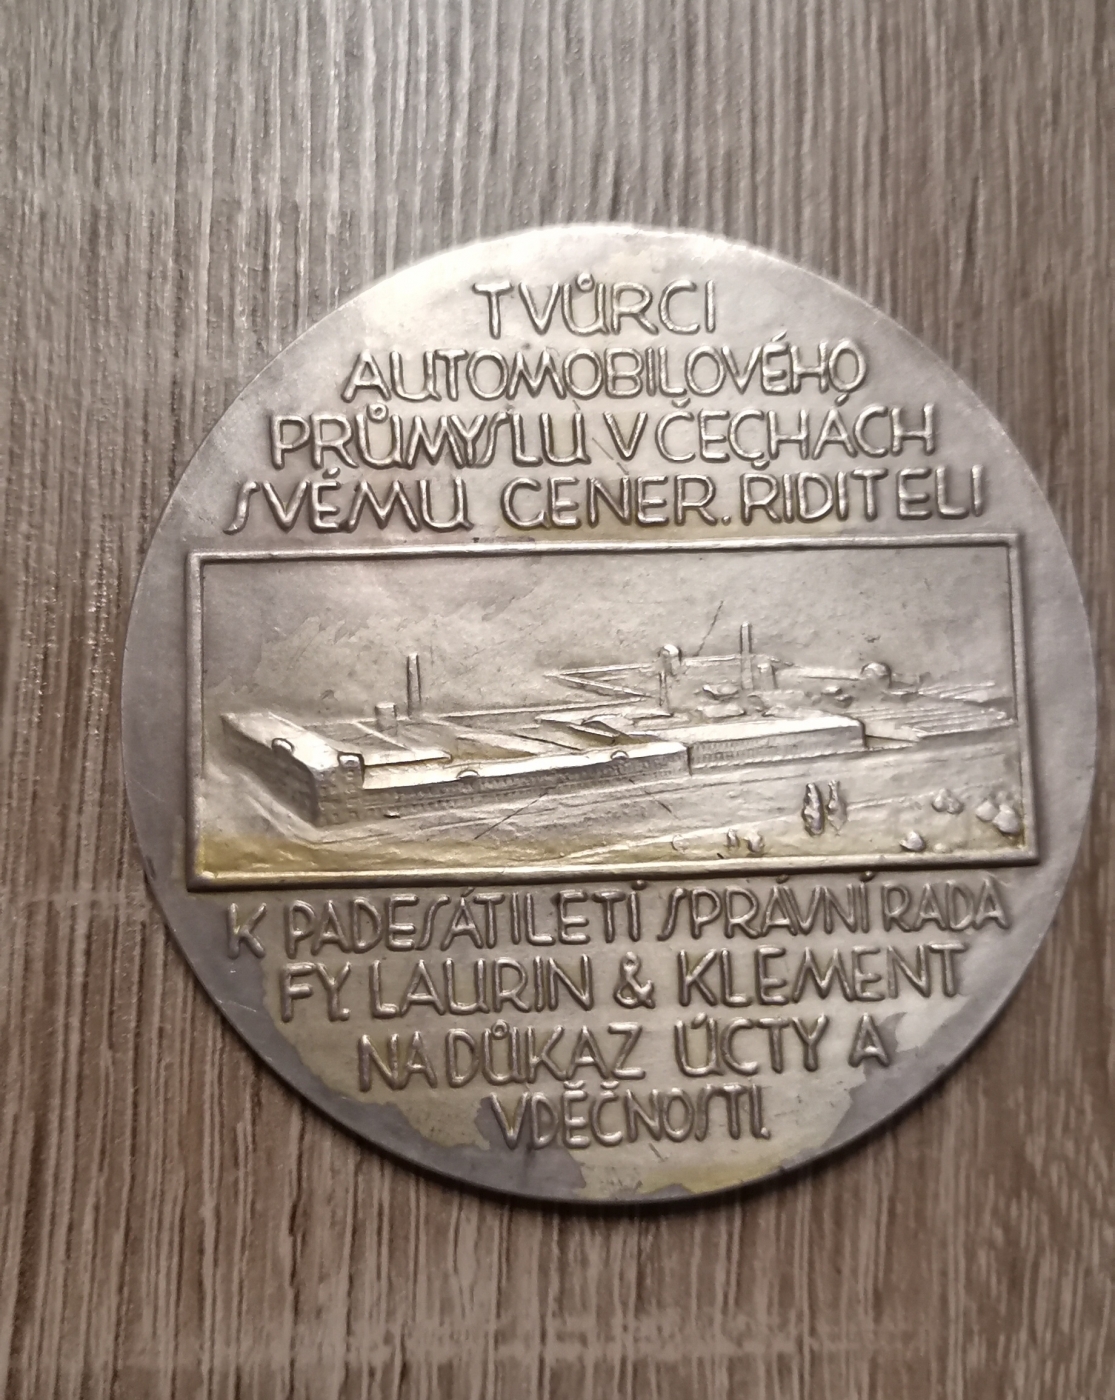 TVŮRCI
AUTOMOBILOVÉHO
PRŮMYSLU V ČECHÁCH
SVÉMU GENER. ŘIDITELI
K PADESÁTILETÍ SPRÁVNÍ RADA
FY. LAURIN & KLEMENT
NA DŮKAZ ÚCTY A
VDĚČNOSTI.